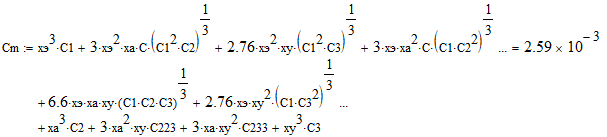 Cm := xэ³·C1 + 3·xэ²·xa·C·(C1²·C2)^(1/3) + 2.76·xэ²·xy·(C1²·C3)^(1/3) + 3·xэ·xa²·C·(C1·C2²)^(1/3) ... = 2.59 × 10⁻³
+ 6.6·xэ·xa·xy·(C1·C2·C3)^(1/3) + 2.76·xэ·xy²·(C1·C3²)^(1/3) ...
+ xa³·C2 + 3·xa²·xy·C223 + 3·xa·xy²·C233 + xy³·C3